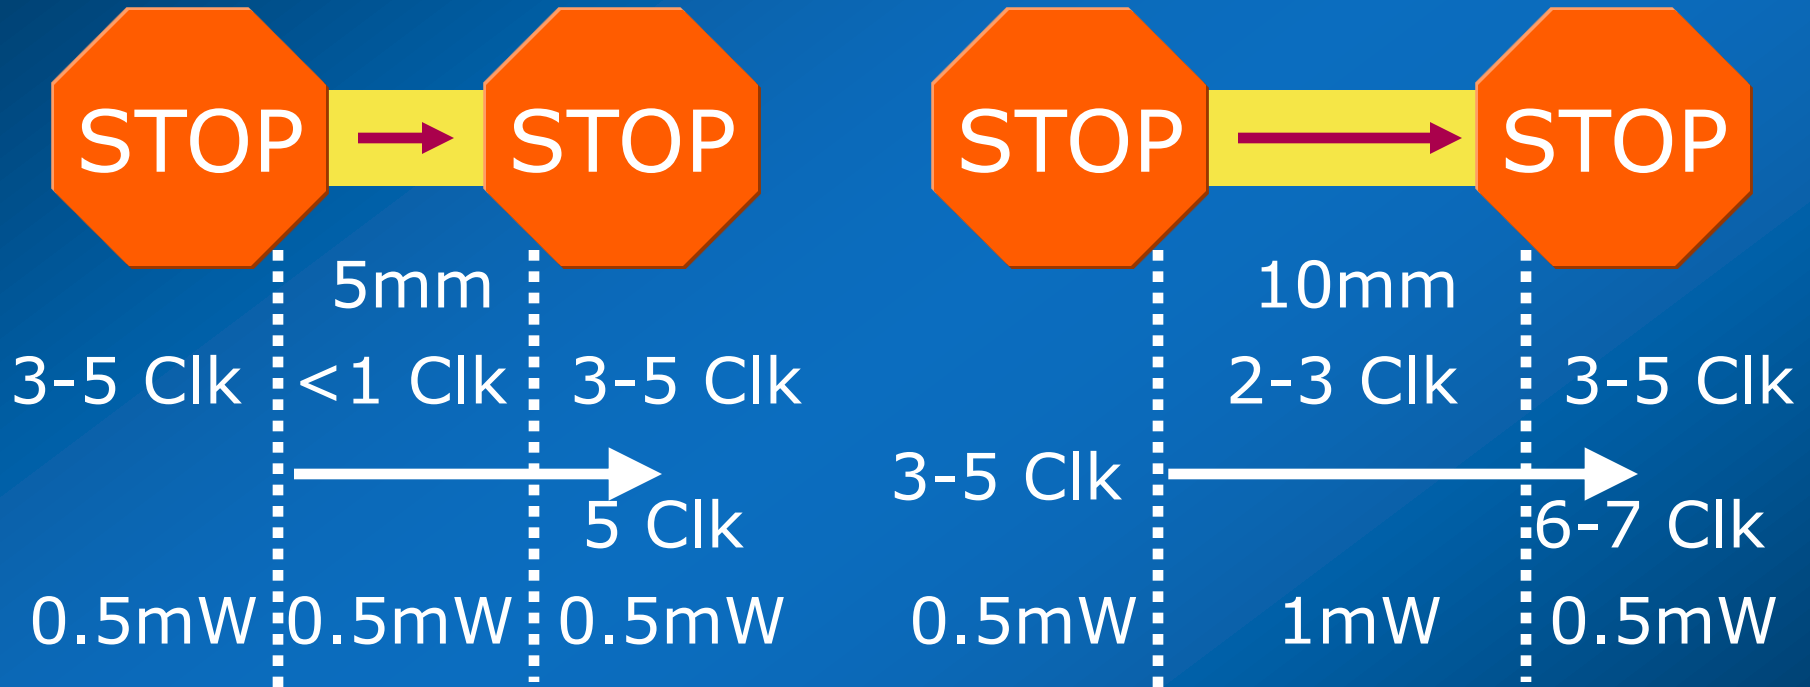 STOP STOP
5mm
3-5 Clk <1 Clk 3-5 Clk
5 Clk
0.5mW 0.5mW 0.5mW
STOP STOP
10mm
2-3 Clk 3-5 Clk
3-5 Clk
6-7 Clk
0.5mW 1mW 0.5mW